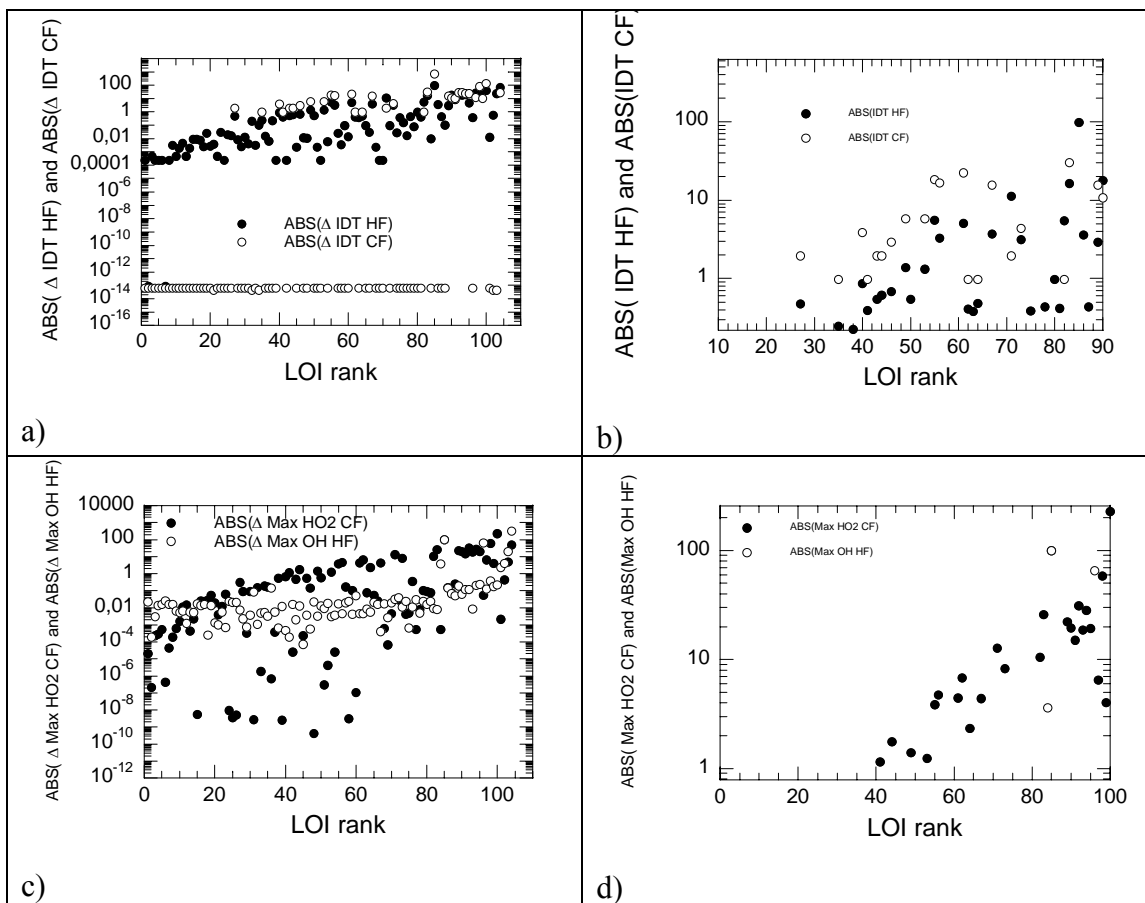 ABS( Δ IDT HF) and ABS(Δ IDT CF)
100
1
0,01
0,0001
10-6
10-8
10-10
10-12
10-14
10-16
ABS(Δ IDT HF)
ABS(Δ IDT CF)
0 20 40 60 80 100
LOI rank
a)
ABS( IDT HF) and ABS(IDT CF)
100
10
1
ABS(IDT HF)
ABS(IDT CF)
10 20 30 40 50 60 70 80 90
LOI rank
b)
ABS( Δ Max HO2 CF) and ABS(Δ Max OH HF)
10000
100
1
0,01
10-4
10-6
10-8
10-10
10-12
ABS(Δ Max HO2 CF)
ABS(Δ Max OH HF)
0 20 40 60 80 100
LOI rank
c)
ABS( Max HO2 CF) and ABS(Max OH HF)
100
10
1
ABS(Max HO2 CF)
ABS(Max OH HF)
0 20 40 60 80 100
LOI rank
d)